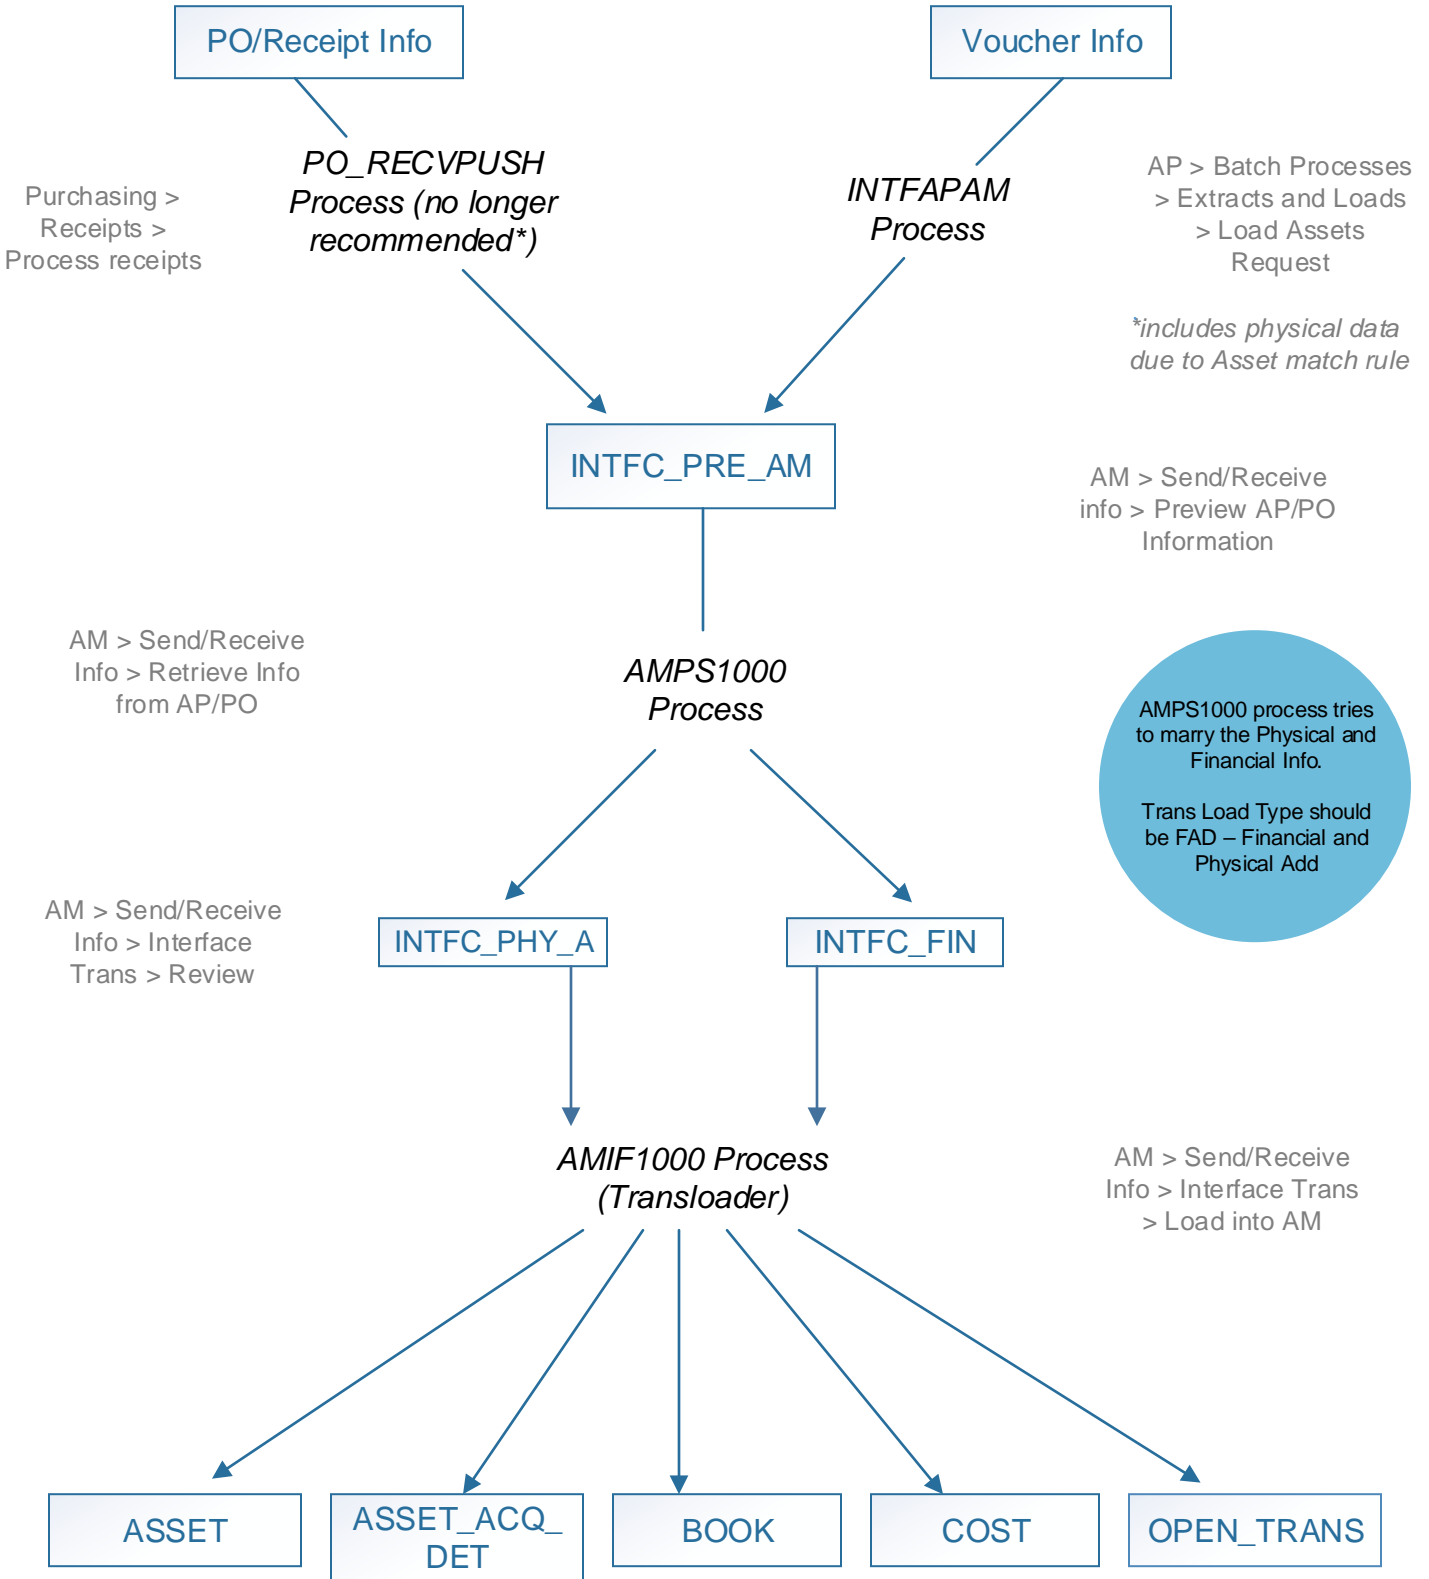 PO/Receipt Info
Voucher Info
PO_RECVPUSH
Process (no longer
recommended*)
INTFAPAM
Process
Purchasing >
Receipts >
Process receipts
AP > Batch Processes
> Extracts and Loads
> Load Assets
Request
*includes physical data
due to Asset match rule
INTFC_PRE_AM
AM > Send/Receive
info > Preview AP/PO
Information
AM > Send/Receive
Info > Retrieve Info
from AP/PO
AMPS1000
Process
AMPS1000 process tries
to marry the Physical and
Financial Info.
Trans Load Type should
be FAD – Financial and
Physical Add
AM > Send/Receive
Info > Interface
Trans > Review
INTFC_PHY_A
INTFC_FIN
AMIF1000 Process
(Transloader)
AM > Send/Receive
Info > Interface Trans
> Load into AM
ASSET
ASSET_ACQ_
DET
BOOK
COST
OPEN_TRANS